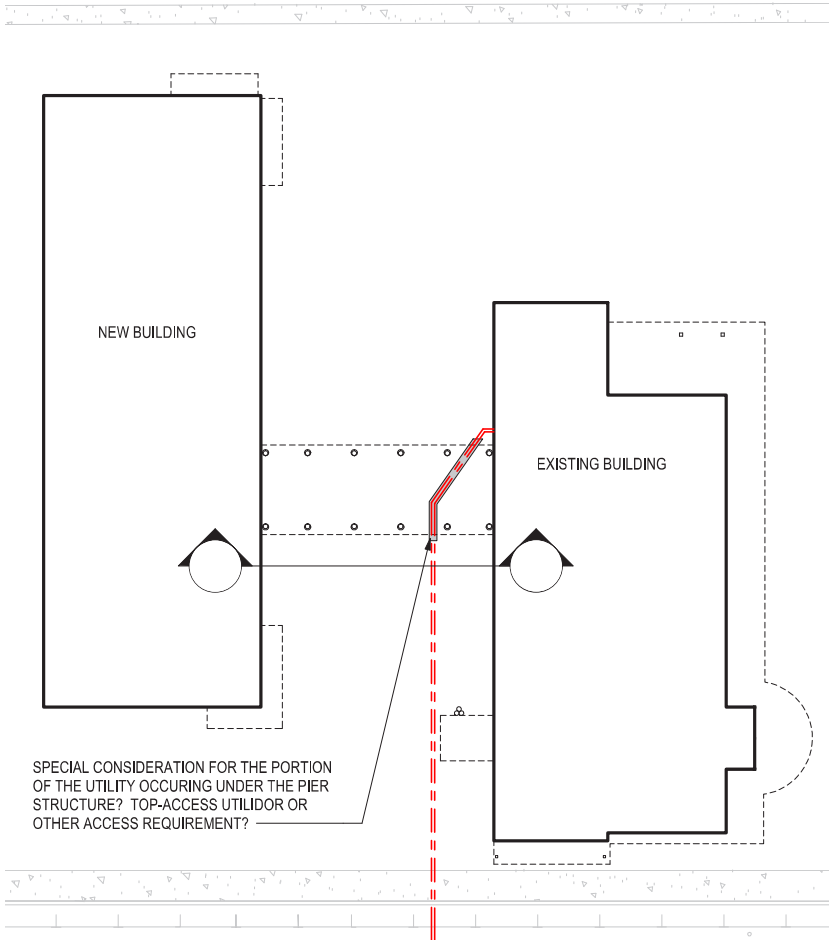 NEW BUILDING
EXISTING BUILDING
SPECIAL CONSIDERATION FOR THE PORTION
OF THE UTILITY OCCURING UNDER THE PIER
STRUCTURE? TOP-ACCESS UTILIDOR OR
OTHER ACCESS REQUIREMENT?